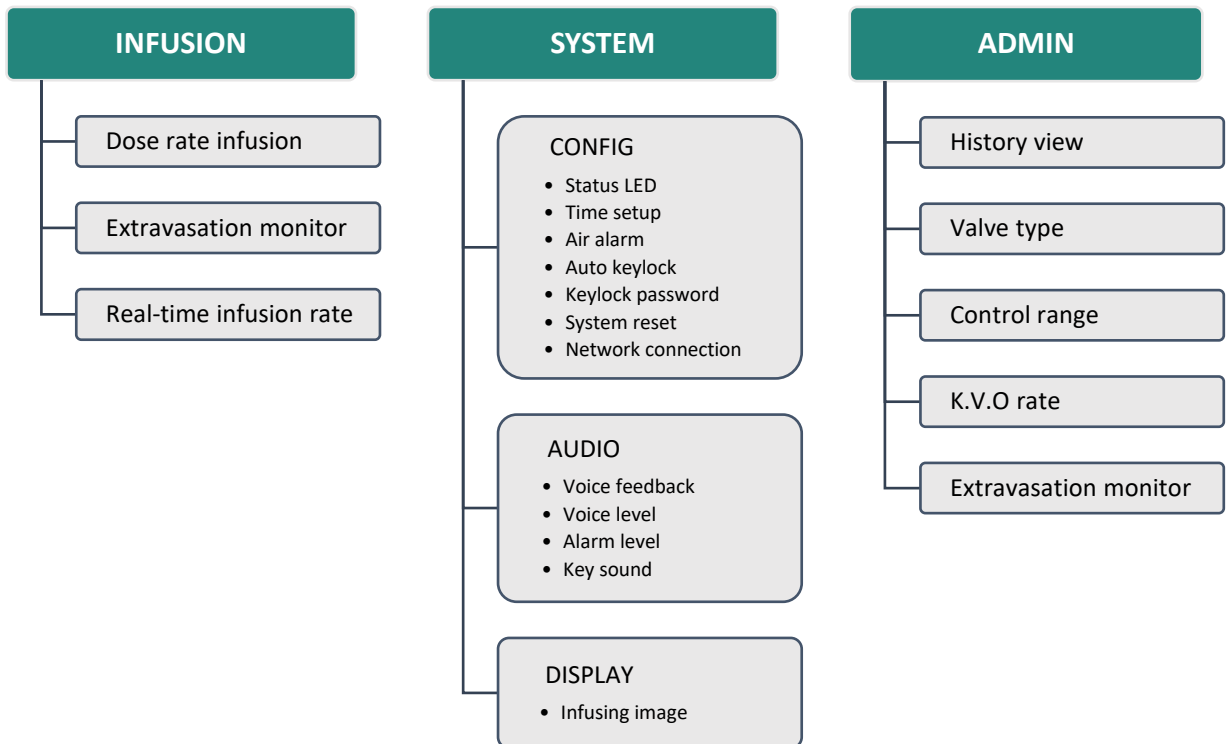 INFUSION
Dose rate infusion
Extravasation monitor
Real-time infusion rate
SYSTEM
CONFIG
• Status LED
• Time setup
• Air alarm
• Auto keylock
• Keylock password
• System reset
• Network connection
AUDIO
• Voice feedback
• Voice level
• Alarm level
• Key sound
DISPLAY
• Infusing image
ADMIN
History view
Valve type
Control range
K.V.O rate
Extravasation monitor